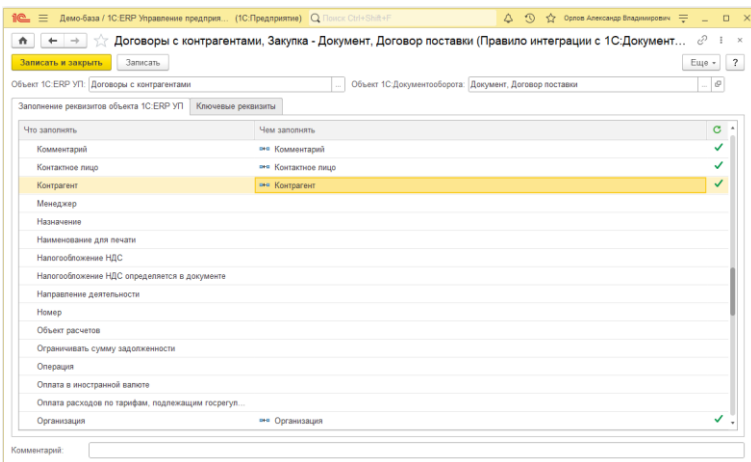 1С Демо-база / 1С:ERP Управление предприя... (1С:Предприятие) Поиск Ctrl+Shift+F Орлов Александр Владимирович
Договоры с контрагентами, Закупка - Документ, Договор поставки (Правило интеграции с 1С:Документ...
Записать и закрыть Записать Еще ?
Объект 1С:ERP УП: Договоры с контрагентами ... Объект 1С:Документооборота: Документ, Договор поставки ...
Заполнение реквизитов объекта 1С:ERP УП Ключевые реквизиты
Что заполнять Чем заполнять
Комментарий Комментарий
Контактное лицо Контактное лицо
Контрагент Контрагент
Менеджер
Назначение
Наименование для печати
Налогообложение НДС
Налогообложение НДС определяется в документе
Направление деятельности
Номер
Объект расчетов
Ограничивать сумму задолженности
Операция
Оплата в иностранной валюте
Оплата расходов по тарифам, подлежащим госрегул...
Организация Организация
Комментарий: